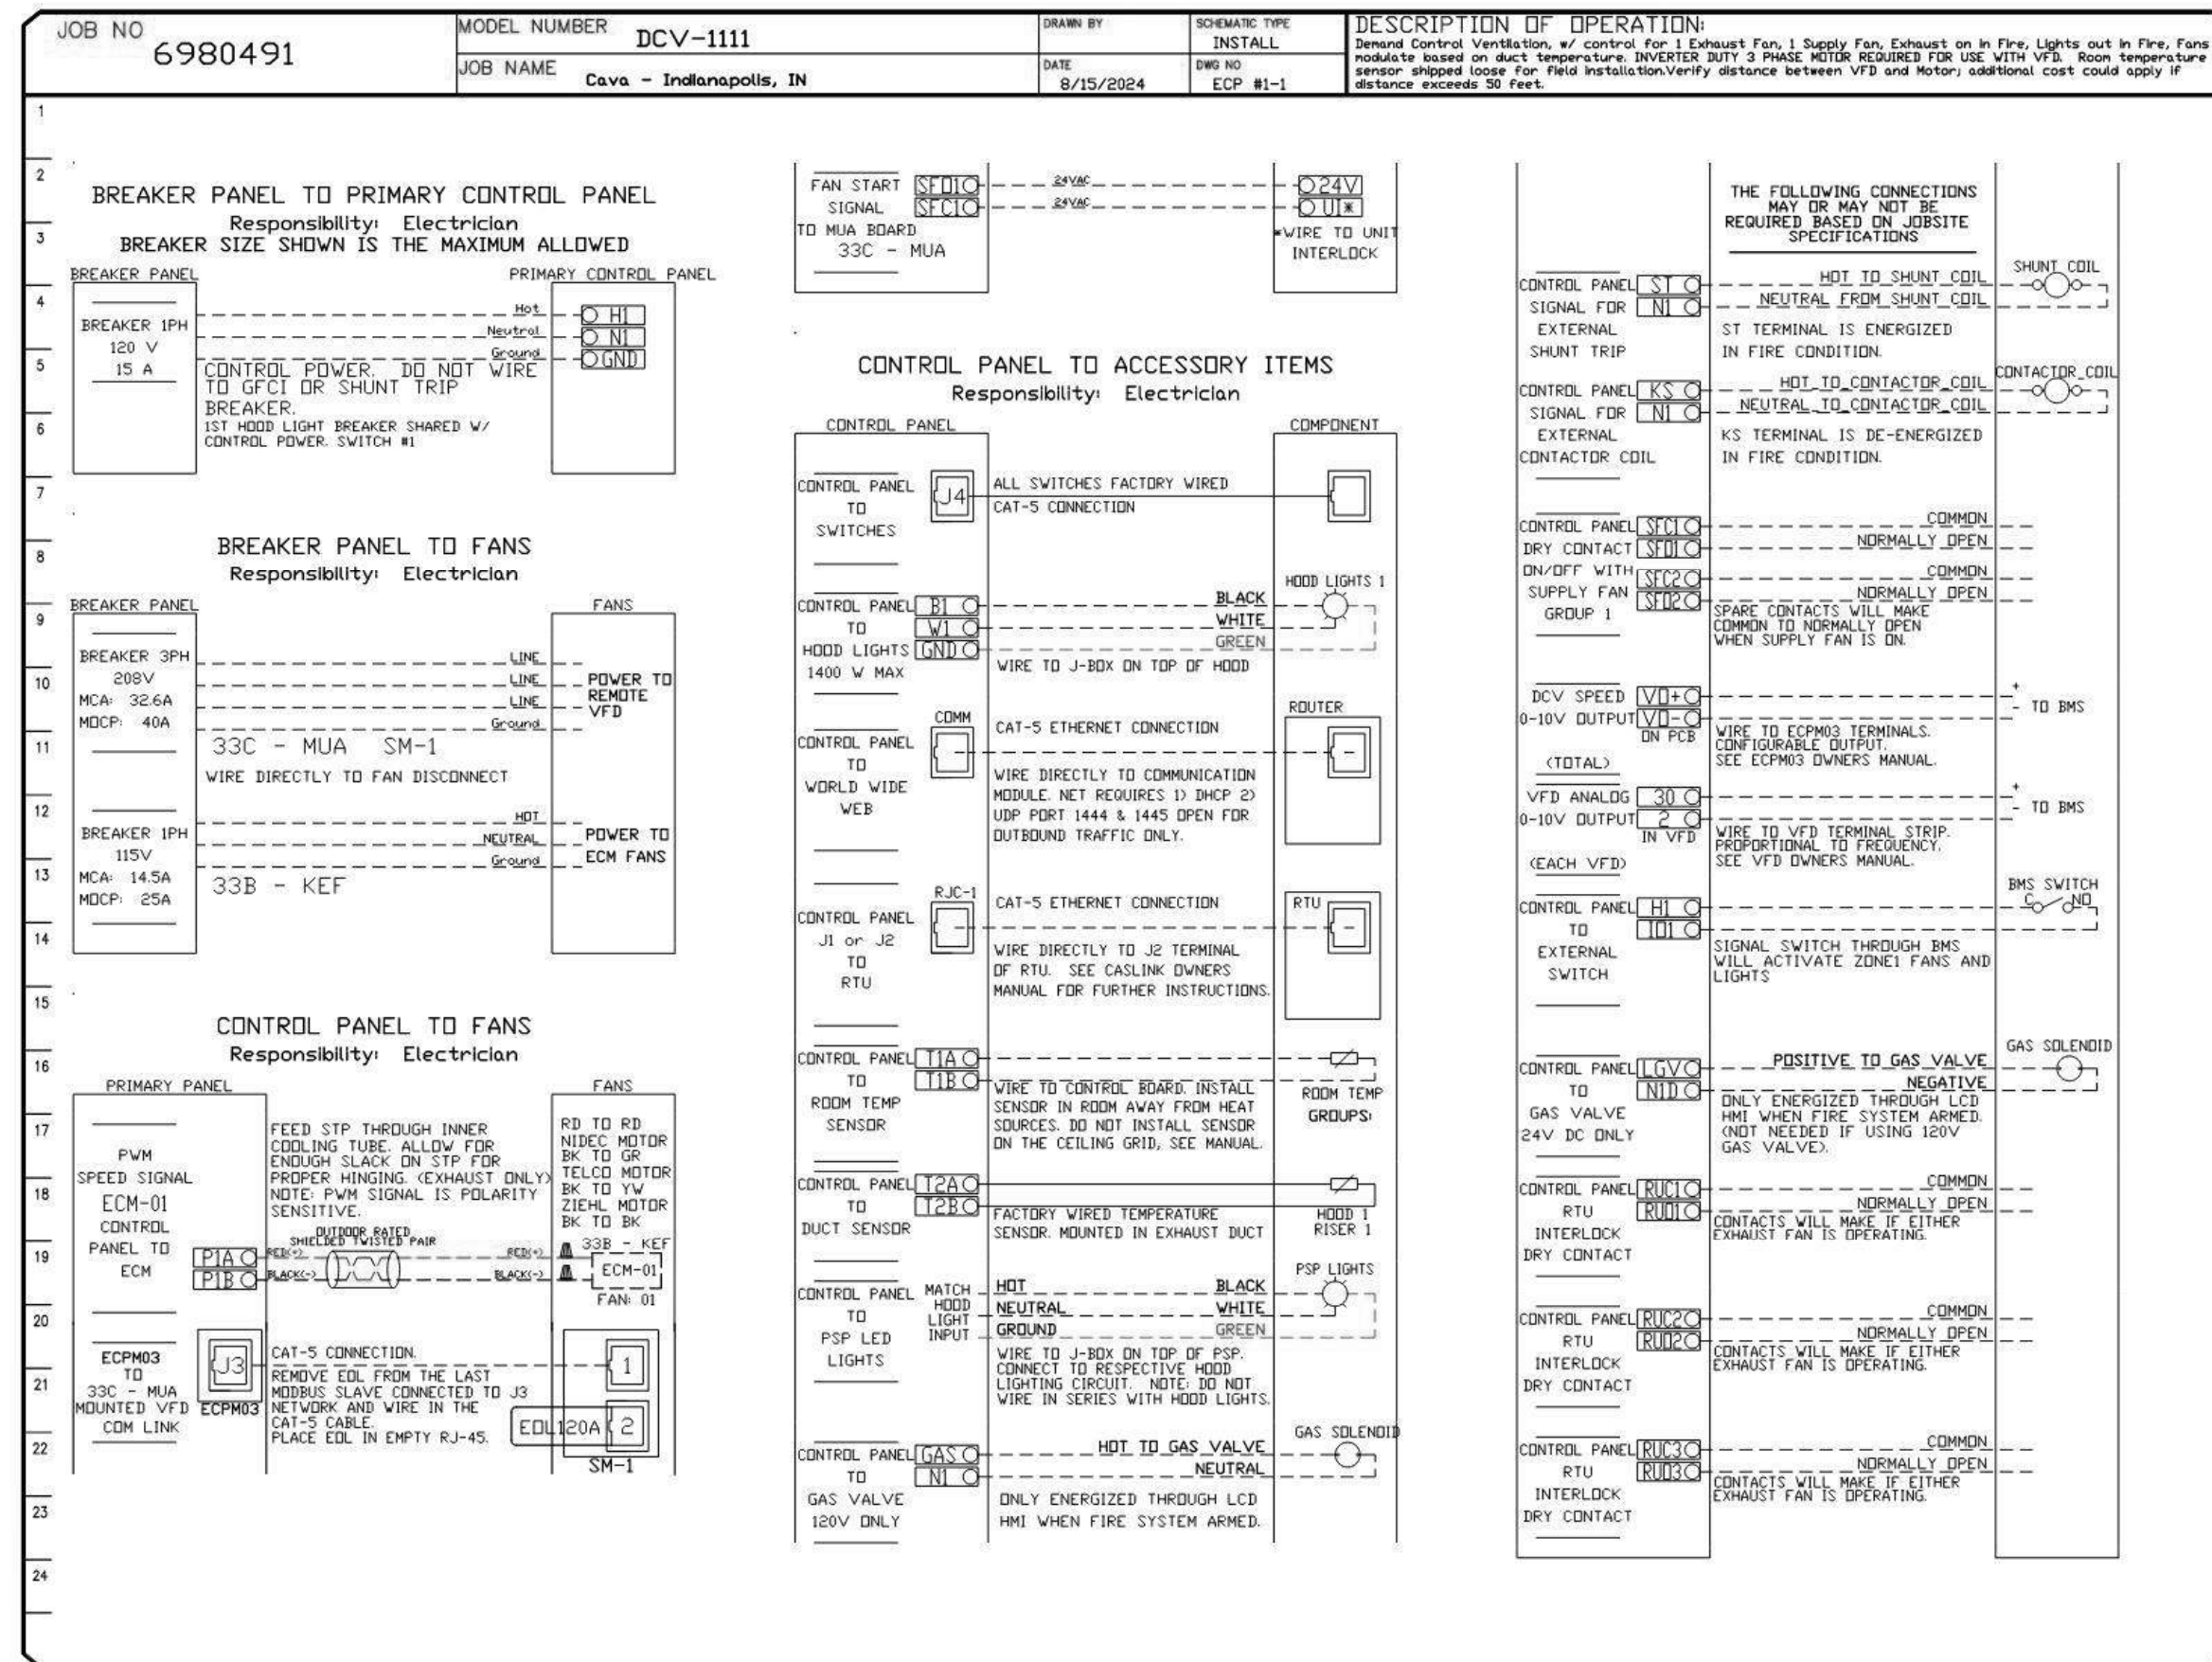 JOB NO
6980491
MODEL NUMBER
DCV-1111
JOB NAME
Cava - Indianapolis, IN
DRAWN BY
SCHEMATIC TYPE
INSTALL
DATE
8/15/2024
DWG NO
ECP #1-1
DESCRIPTION OF OPERATION:
Demand Control Ventilation, w/ control for 1 Exhaust Fan, 1 Supply Fan, Exhaust on in Fire, Lights out in Fire, Fans
modulate based on duct temperature. INVERTER DUTY 3 PHASE MOTOR REQUIRED FOR USE WITH VFD. Room temperature
sensor shipped loose for field installation.Verify distance between VFD and Motor; additional cost could apply if
distance exceeds 50 feet.
1
2
3
4
5
6
7
8
9
10
11
12
13
14
15
16
17
18
19
20
21
22
23
24
BREAKER PANEL TO PRIMARY CONTROL PANEL
Responsibility: Electrician
BREAKER SIZE SHOWN IS THE MAXIMUM ALLOWED
BREAKER PANEL
PRIMARY CONTROL PANEL
BREAKER 1PH
120 V
15 A
Hot
H1
Neutral
N1
Ground
GND
CONTROL POWER. DO NOT WIRE
TO GFCI OR SHUNT TRIP
BREAKER.
1ST HOOD LIGHT BREAKER SHARED W/
CONTROL POWER. SWITCH #1
BREAKER PANEL TO FANS
Responsibility: Electrician
BREAKER PANEL
FANS
BREAKER 3PH
208V
MCA: 32.6A
MOCP: 40A
LINE
LINE
LINE
Ground
POWER TO
REMOTE
VFD
33C - MUA SM-1
WIRE DIRECTLY TO FAN DISCONNECT
BREAKER 1PH
115V
MCA: 14.5A
MOCP: 25A
HOT
NEUTRAL
Ground
POWER TO
ECM FANS
33B - KEF
CONTROL PANEL TO FANS
Responsibility: Electrician
PRIMARY PANEL
FANS
PWM
SPEED SIGNAL
ECM-01
CONTROL
PANEL TO
ECM
P1A
P1B
FEED STP THROUGH INNER
COOLING TUBE. ALLOW FOR
ENOUGH SLACK ON STP FOR
PROPER HINGING. (EXHAUST ONLY)
NOTE: PWM SIGNAL IS POLARITY
SENSITIVE.
OUTDOOR RATED
SHIELDED TWISTED PAIR
RED(+)
RED(+)
BLACK(-)
BLACK(-)
RD TO RD
NIDEC MOTOR
BK TO GR
TELCO MOTOR
BK TO YW
ZIEHL MOTOR
BK TO BK
33B - KEF
ECM-01
FAN: 01
ECPM03
TO
33C - MUA
MOUNTED VFD
COM LINK
J3
ECPM03
CAT-5 CONNECTION.
REMOVE EOL FROM THE LAST
MODBUS SLAVE CONNECTED TO J3
NETWORK AND WIRE IN THE
CAT-5 CABLE.
PLACE EOL IN EMPTY RJ-45.
1
EOL120A
2
SM-1
FAN START
SIGNAL
TO MUA BOARD
33C - MUA
SFO1
SFC1
24VAC
24VAC
24V
UI*
*WIRE TO UNIT
INTERLOCK
CONTROL PANEL TO ACCESSORY ITEMS
Responsibility: Electrician
CONTROL PANEL
COMPONENT
CONTROL PANEL
TO
SWITCHES
J4
ALL SWITCHES FACTORY WIRED
CAT-5 CONNECTION
CONTROL PANEL
TO
HOOD LIGHTS
1400 W MAX
B1
W1
GND
BLACK
WHITE
GREEN
HOOD LIGHTS 1
WIRE TO J-BOX ON TOP OF HOOD
CONTROL PANEL
TO
WORLD WIDE
WEB
COMM
CAT-5 ETHERNET CONNECTION
ROUTER
WIRE DIRECTLY TO COMMUNICATION
MODULE. NET REQUIRES 1) DHCP 2)
UDP PORT 1444 & 1445 OPEN FOR
OUTBOUND TRAFFIC ONLY.
CONTROL PANEL
J1 or J2
TO
RTU
RJC-1
CAT-5 ETHERNET CONNECTION
RTU
WIRE DIRECTLY TO J2 TERMINAL
OF RTU. SEE CASLINK OWNERS
MANUAL FOR FURTHER INSTRUCTIONS.
CONTROL PANEL
TO
ROOM TEMP
SENSOR
T1A
T1B
WIRE TO CONTROL BOARD. INSTALL
SENSOR IN ROOM AWAY FROM HEAT
SOURCES. DO NOT INSTALL SENSOR
ON THE CEILING GRID, SEE MANUAL.
ROOM TEMP
GROUPS:
CONTROL PANEL
TO
DUCT SENSOR
T2A
T2B
FACTORY WIRED TEMPERATURE
SENSOR. MOUNTED IN EXHAUST DUCT
HOOD 1
RISER 1
CONTROL PANEL
TO
PSP LED
LIGHTS
MATCH
HOOD
LIGHT
INPUT
HOT
NEUTRAL
GROUND
BLACK
WHITE
GREEN
PSP LIGHTS
WIRE TO J-BOX ON TOP OF PSP.
CONNECT TO RESPECTIVE HOOD
LIGHTING CIRCUIT. NOTE: DO NOT
WIRE IN SERIES WITH HOOD LIGHTS.
CONTROL PANEL
TO
GAS VALVE
120V ONLY
GAS
N1
HOT TO GAS VALVE
NEUTRAL
GAS SOLENOID
ONLY ENERGIZED THROUGH LCD
HMI WHEN FIRE SYSTEM ARMED.
THE FOLLOWING CONNECTIONS
MAY OR MAY NOT BE
REQUIRED BASED ON JOBSITE
SPECIFICATIONS
CONTROL PANEL
SIGNAL FOR
EXTERNAL
SHUNT TRIP
ST
N1
HOT TO SHUNT COIL
NEUTRAL FROM SHUNT COIL
SHUNT COIL
ST TERMINAL IS ENERGIZED
IN FIRE CONDITION.
CONTROL PANEL
SIGNAL FOR
EXTERNAL
CONTACTOR COIL
KS
N1
HOT TO CONTACTOR COIL
NEUTRAL TO CONTACTOR COIL
CONTACTOR COIL
KS TERMINAL IS DE-ENERGIZED
IN FIRE CONDITION.
CONTROL PANEL
DRY CONTACT
ON/OFF WITH
SUPPLY FAN
GROUP 1
SFC1
SFO1
SFC2
SFO2
COMMON
NORMALLY OPEN
COMMON
NORMALLY OPEN
SPARE CONTACTS WILL MAKE
COMMON TO NORMALLY OPEN
WHEN SUPPLY FAN IS ON.
DCV SPEED
0-10V OUTPUT
(TOTAL)
VO+
VO-
ON PCB
+
- TO BMS
WIRE TO ECPM03 TERMINALS.
CONFIGURABLE OUTPUT.
SEE ECPM03 OWNERS MANUAL.
VFD ANALOG
0-10V OUTPUT
(EACH VFD)
30
2
IN VFD
+
- TO BMS
WIRE TO VFD TERMINAL STRIP.
PROPORTIONAL TO FREQUENCY.
SEE VFD OWNERS MANUAL.
CONTROL PANEL
TO
EXTERNAL
SWITCH
H1
IO1
BMS SWITCH
C NO
SIGNAL SWITCH THROUGH BMS
WILL ACTIVATE ZONE1 FANS AND
LIGHTS
CONTROL PANEL
TO
GAS VALVE
24V DC ONLY
LGV
N1D
POSITIVE TO GAS VALVE
NEGATIVE
GAS SOLENOID
ONLY ENERGIZED THROUGH LCD
HMI WHEN FIRE SYSTEM ARMED.
(NOT NEEDED IF USING 120V
GAS VALVE).
CONTROL PANEL
RTU
INTERLOCK
DRY CONTACT
RUC1
RUO1
COMMON
NORMALLY OPEN
CONTACTS WILL MAKE IF EITHER
EXHAUST FAN IS OPERATING.
CONTROL PANEL
RTU
INTERLOCK
DRY CONTACT
RUC2
RUO2
COMMON
NORMALLY OPEN
CONTACTS WILL MAKE IF EITHER
EXHAUST FAN IS OPERATING.
CONTROL PANEL
RTU
INTERLOCK
DRY CONTACT
RUC3
RUO3
COMMON
NORMALLY OPEN
CONTACTS WILL MAKE IF EITHER
EXHAUST FAN IS OPERATING.